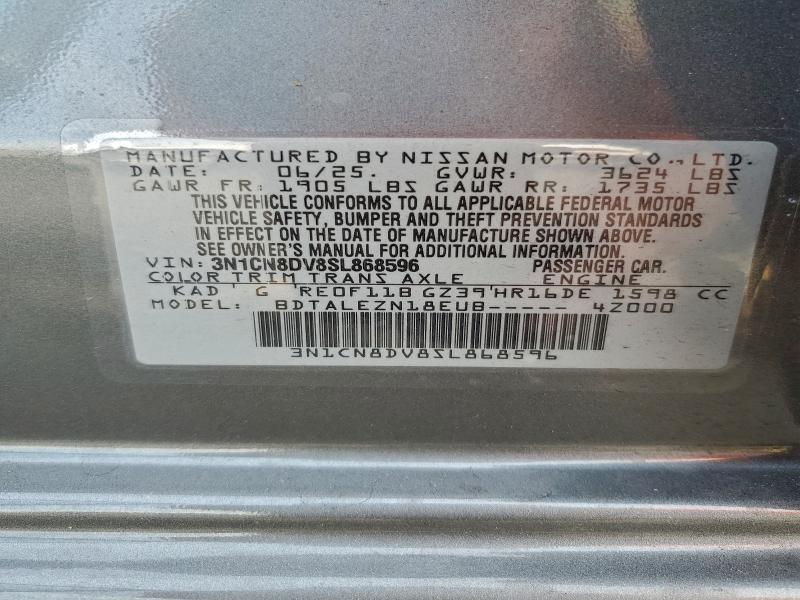 MANUFACTURED BY NISSAN MOTOR CO., LTD.
DATE: 06/25. GVWR: 3624 LBS
GAWR FR: 1905 LBS GAWR RR: 1735 LBS
THIS VEHICLE CONFORMS TO ALL APPLICABLE FEDERAL MOTOR
VEHICLE SAFETY, BUMPER AND THEFT PREVENTION STANDARDS
IN EFFECT ON THE DATE OF MANUFACTURE SHOWN ABOVE.
SEE OWNER'S MANUAL FOR ADDITIONAL INFORMATION.
VIN: 3N1CN8DV8SL868596 PASSENGER CAR.
COLOR TRIM TRANS AXLE ENGINE
KAD ' G 'RE0F11B GZ39'HR16DE 1598 CC
MODEL: BDTALEZN18EUB----- 4Z000
3N1CN8DV8SL868596